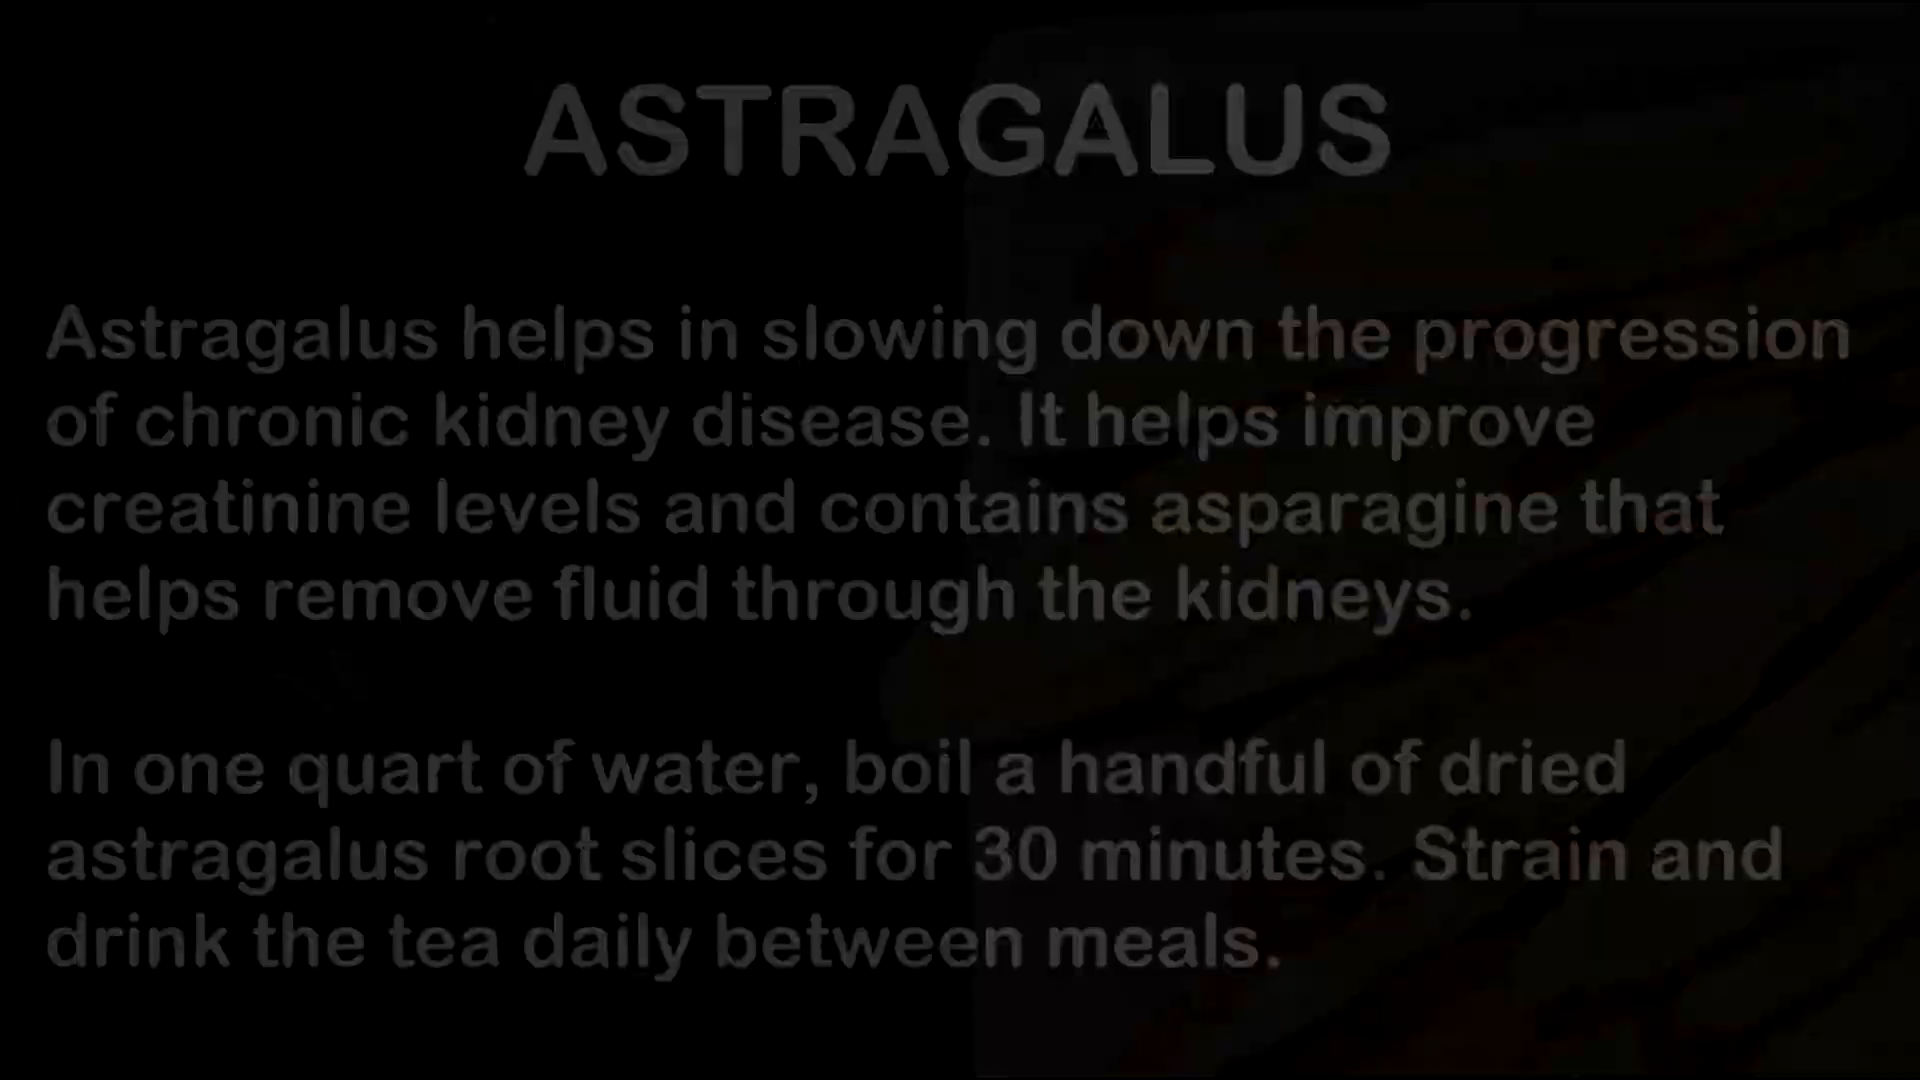 ASTRAGALUS
Astragalus helps in slowing down the progression
of chronic kidney disease. It helps improve
creatinine levels and contains asparagine that
helps remove fluid through the kidneys.
In one quart of water, boil a handful of dried
astragalus root slices for 30 minutes. Strain and
drink the tea daily between meals.